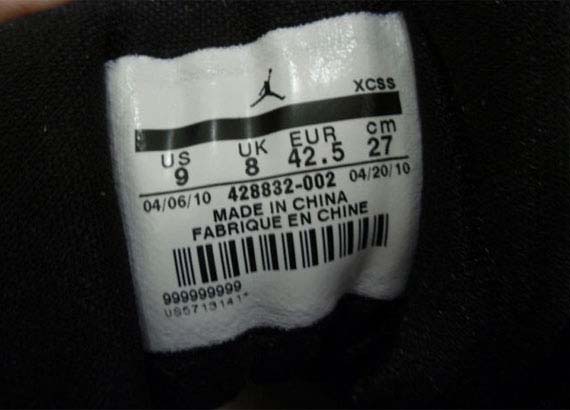 XCSS
US UK EUR cm
9 8 42.5 27
04/06/10 428832-002 04/20/10
MADE IN CHINA
FABRIQUE EN CHINE
999999999
US5713141*